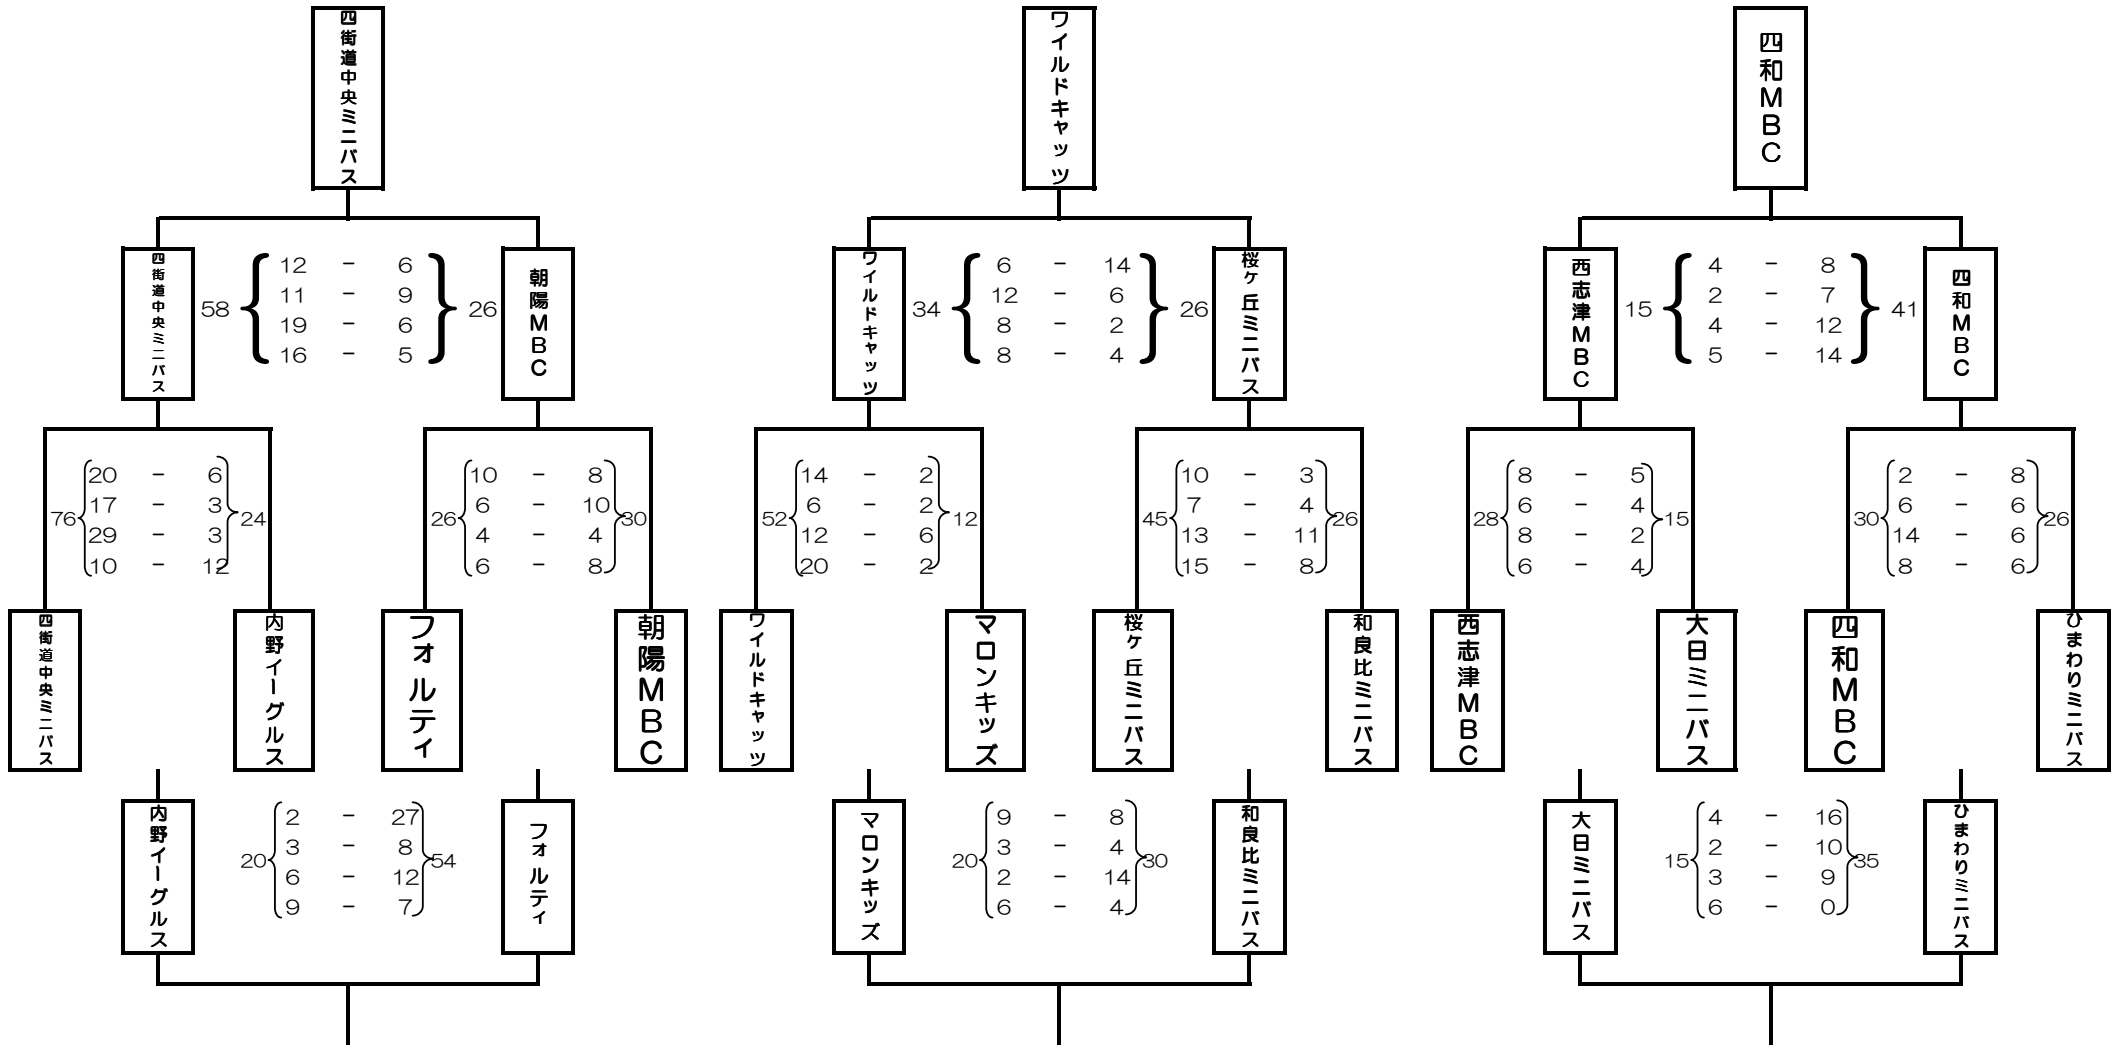 四街道中央ミニバス
ワイルドキャッツ
四和MBC
四街道中央ミニバス
58
12 － 6
11 － 9
19 － 6
16 － 5
26
朝陽MBC
ワイルドキャッツ
34
6 － 14
12 － 6
8 － 2
8 － 4
26
桜ヶ丘ミニバス
西志津MBC
15
4 － 8
2 － 7
4 － 12
5 － 14
41
四和MBC
76
20 － 6
17 － 3
29 － 3
10 － 12
24
26
10 － 8
6 － 10
4 － 4
6 － 8
30
52
14 － 2
6 － 2
12 － 6
20 － 2
12
45
10 － 3
7 － 4
13 － 11
15 － 8
26
28
8 － 5
6 － 4
8 － 2
6 － 4
15
30
2 － 8
6 － 6
14 － 6
8 － 6
26
四街道中央ミニバス
内野イーグルス
フォルティ
朝陽MBC
ワイルドキャッツ
マロンキッズ
桜ヶ丘ミニバス
和良比ミニバス
西志津MBC
大日ミニバス
四和MBC
ひまわりミニバス
内野イーグルス
20
2 － 27
3 － 8
6 － 12
9 － 7
54
フォルティ
マロンキッズ
20
9 － 8
3 － 4
2 － 14
6 － 4
30
和良比ミニバス
大日ミニバス
15
4 － 16
2 － 10
3 － 9
6 － 0
35
ひまわりミニバス